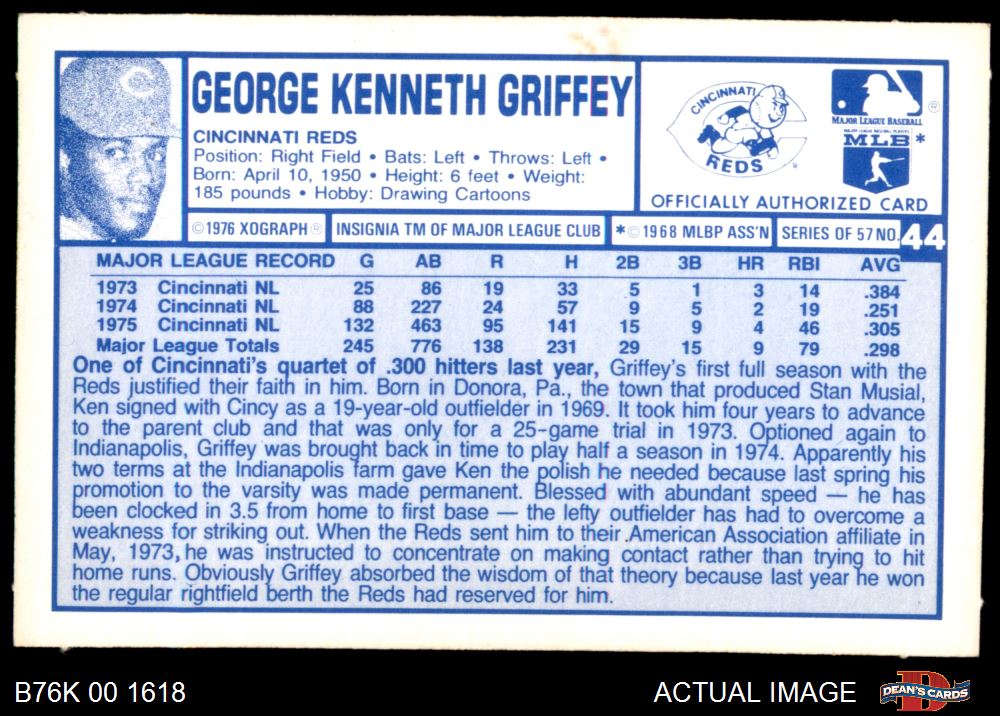 C
GEORGE KENNETH GRIFFEY
CINCINNATI REDS
Position: Right Field • Bats: Left • Throws: Left •
Born: April 10, 1950 • Height: 6 feet • Weight:
185 pounds • Hobby: Drawing Cartoons
CINCINNATI
REDS
MAJOR LEAGUE BASEBALL ®
MAJOR LEAGUE BASEBALL PLAYERS
MLB *
OFFICIALLY AUTHORIZED CARD
© 1976 XOGRAPH ® INSIGNIA TM OF MAJOR LEAGUE CLUB * © 1968 MLBP ASS'N SERIES OF 57 NO. 44
MAJOR LEAGUE RECORD G AB R H 2B 3B HR RBI AVG
1973 Cincinnati NL 25 86 19 33 5 1 3 14 .384
1974 Cincinnati NL 88 227 24 57 9 5 2 19 .251
1975 Cincinnati NL 132 463 95 141 15 9 4 46 .305
Major League Totals 245 776 138 231 29 15 9 79 .298
One of Cincinnati's quartet of .300 hitters last year, Griffey's first full season with the
Reds justified their faith in him. Born in Donora, Pa., the town that produced Stan Musial,
Ken signed with Cincy as a 19-year-old outfielder in 1969. It took him four years to advance
to the parent club and that was only for a 25-game trial in 1973. Optioned again to
Indianapolis, Griffey was brought back in time to play half a season in 1974. Apparently his
two terms at the Indianapolis farm gave Ken the polish he needed because last spring his
promotion to the varsity was made permanent. Blessed with abundant speed — he has
been clocked in 3.5 from home to first base — the lefty outfielder has had to overcome a
weakness for striking out. When the Reds sent him to their American Association affiliate in
May, 1973, he was instructed to concentrate on making contact rather than trying to hit
home runs. Obviously Griffey absorbed the wisdom of that theory because last year he won
the regular rightfield berth the Reds had reserved for him.
B76K 00 1618
ACTUAL IMAGE
D
DEAN'S CARDS